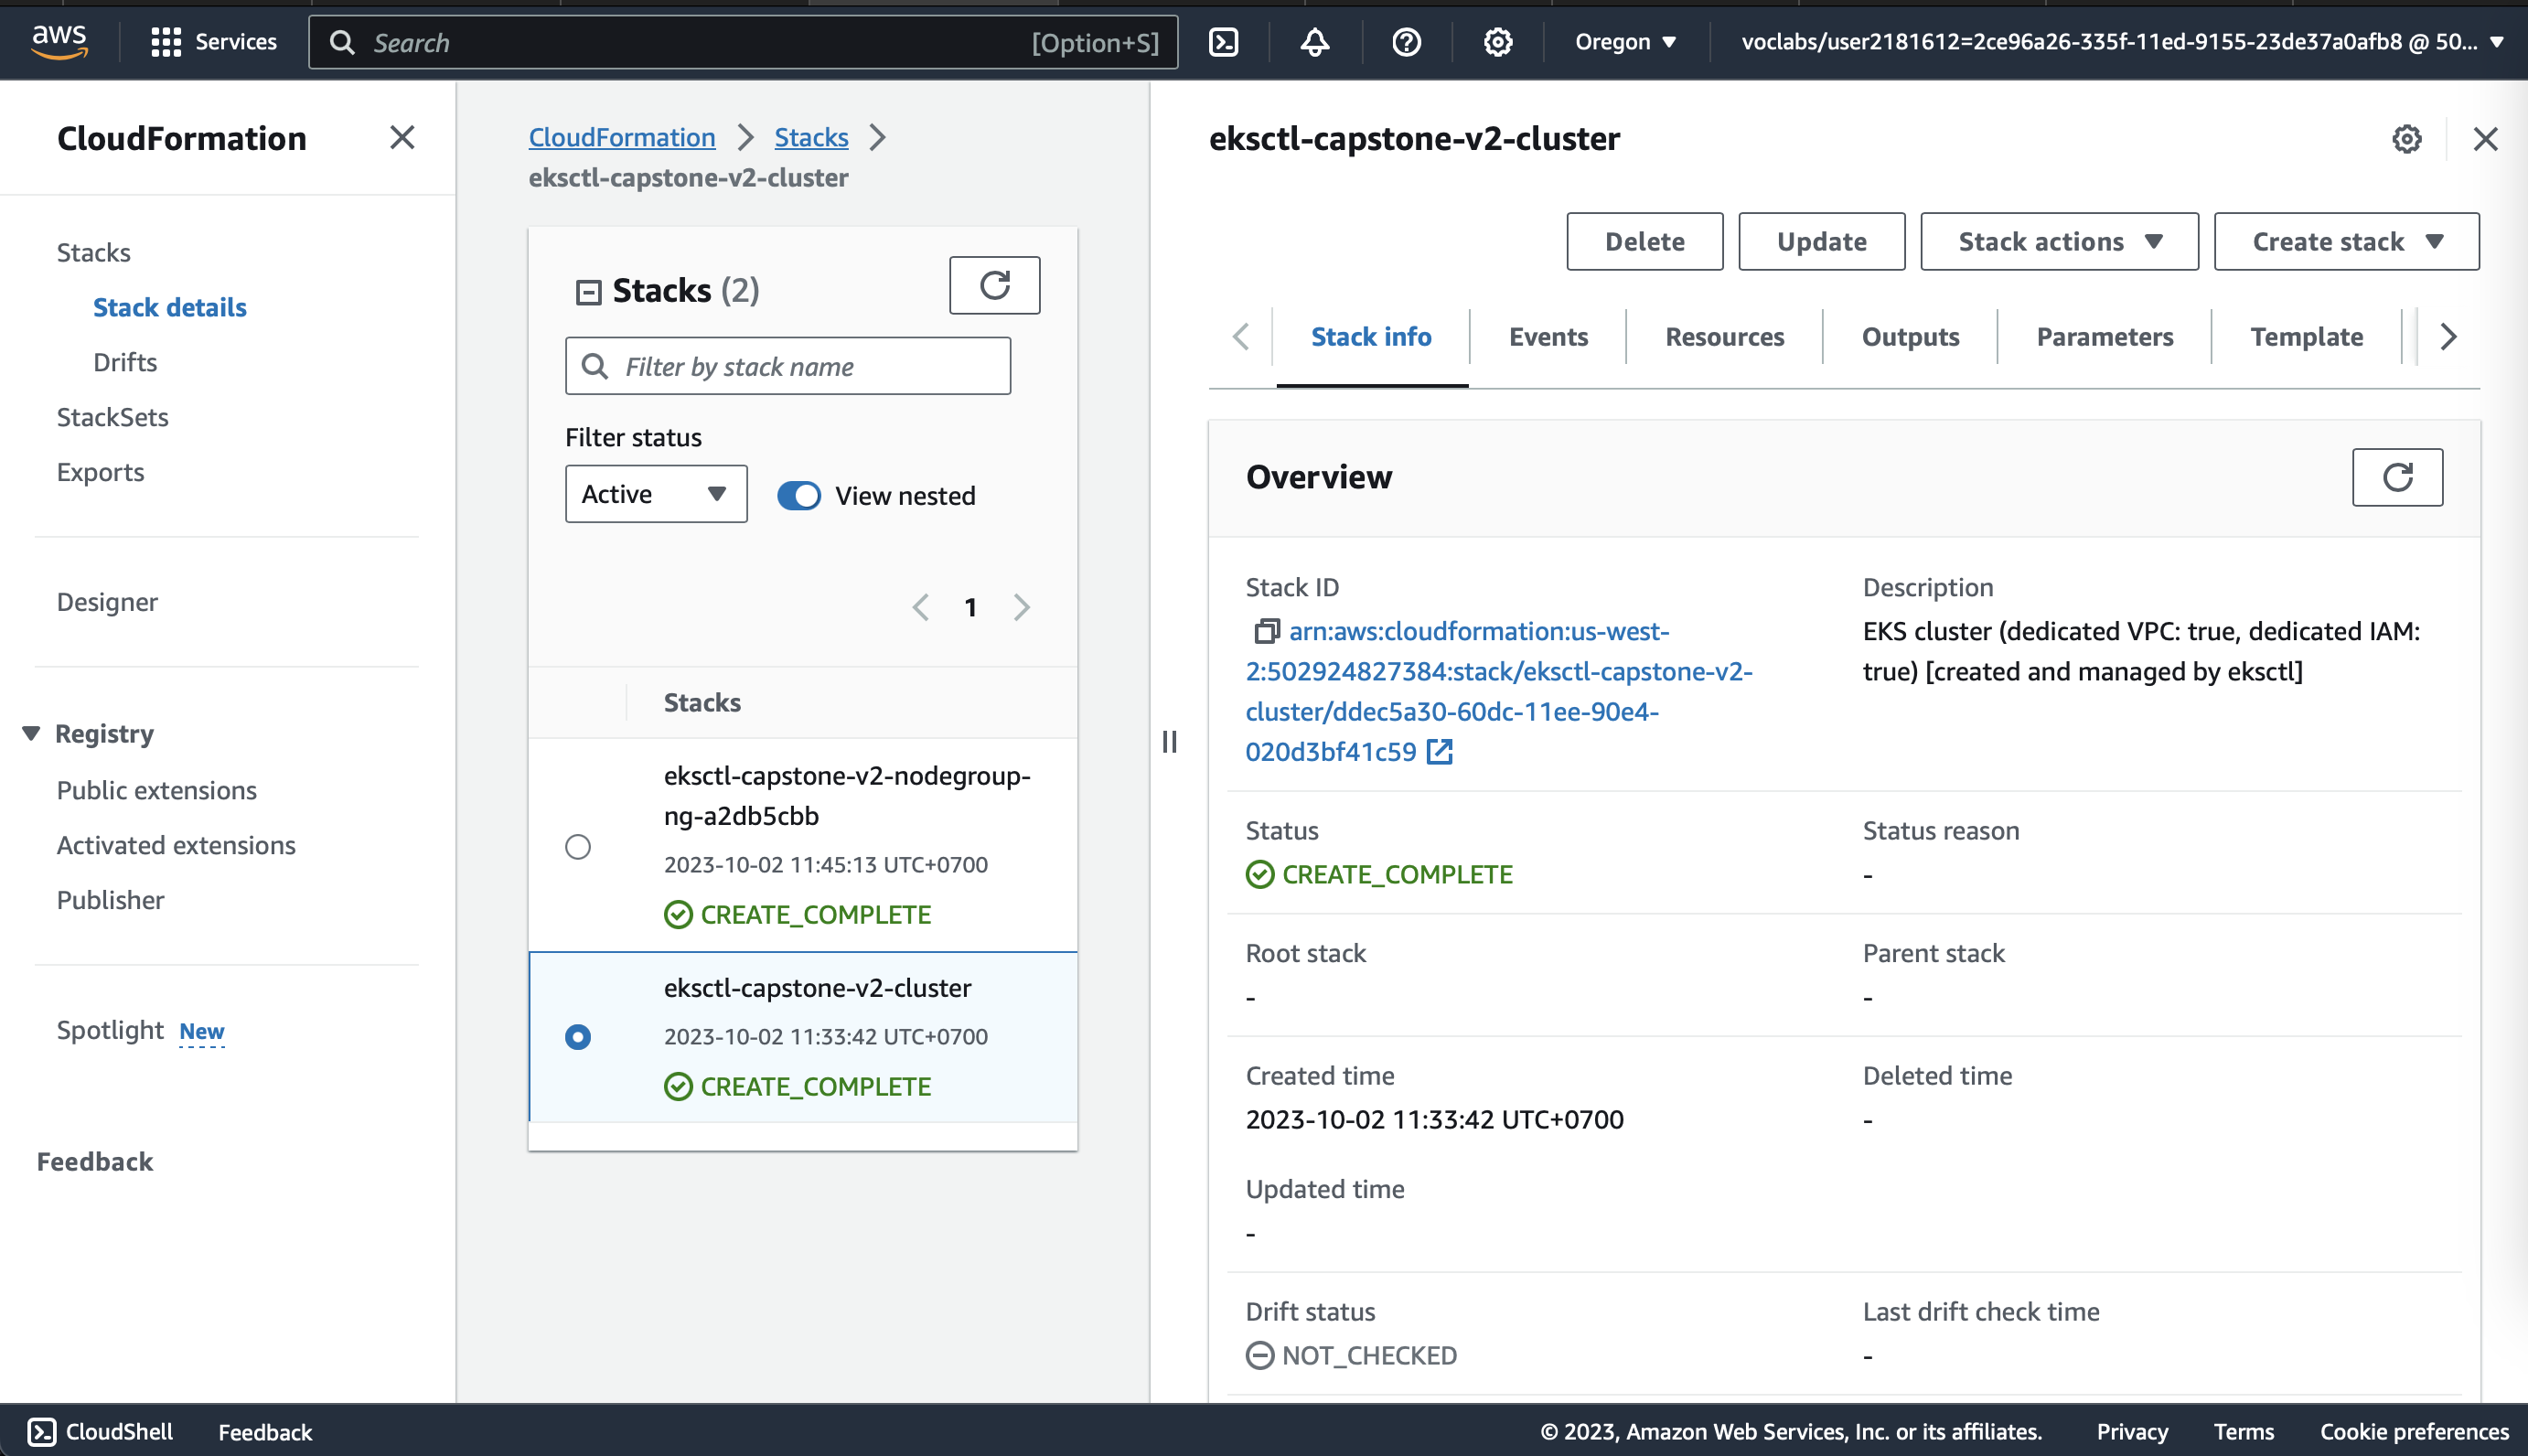 aws
Services
Search
[Option+S]
Oregon
voclabs/user2181612=2ce96a26-335f-11ed-9155-23de37a0afb8 @ 50...
CloudFormation
Stacks
Stack details
Drifts
StackSets
Exports
Designer
Registry
Public extensions
Activated extensions
Publisher
Spotlight New
Feedback
CloudFormation
Stacks
eksctl-capstone-v2-cluster
Stacks (2)
Filter by stack name
Filter status
Active
View nested
1
Stacks
eksctl-capstone-v2-nodegroup-
ng-a2db5cbb
2023-10-02 11:45:13 UTC+0700
CREATE_COMPLETE
eksctl-capstone-v2-cluster
2023-10-02 11:33:42 UTC+0700
CREATE_COMPLETE
eksctl-capstone-v2-cluster
Delete
Update
Stack actions
Create stack
Stack info
Events
Resources
Outputs
Parameters
Template
Overview
Stack ID
arn:aws:cloudformation:us-west-
2:502924827384:stack/eksctl-capstone-v2-
cluster/ddec5a30-60dc-11ee-90e4-
020d3bf41c59
Description
EKS cluster (dedicated VPC: true, dedicated IAM:
true) [created and managed by eksctl]
Status
CREATE_COMPLETE
Status reason
-
Root stack
-
Parent stack
-
Created time
2023-10-02 11:33:42 UTC+0700
Deleted time
-
Updated time
-
Drift status
NOT_CHECKED
Last drift check time
-
CloudShell
Feedback
© 2023, Amazon Web Services, Inc. or its affiliates.
Privacy
Terms
Cookie preferences